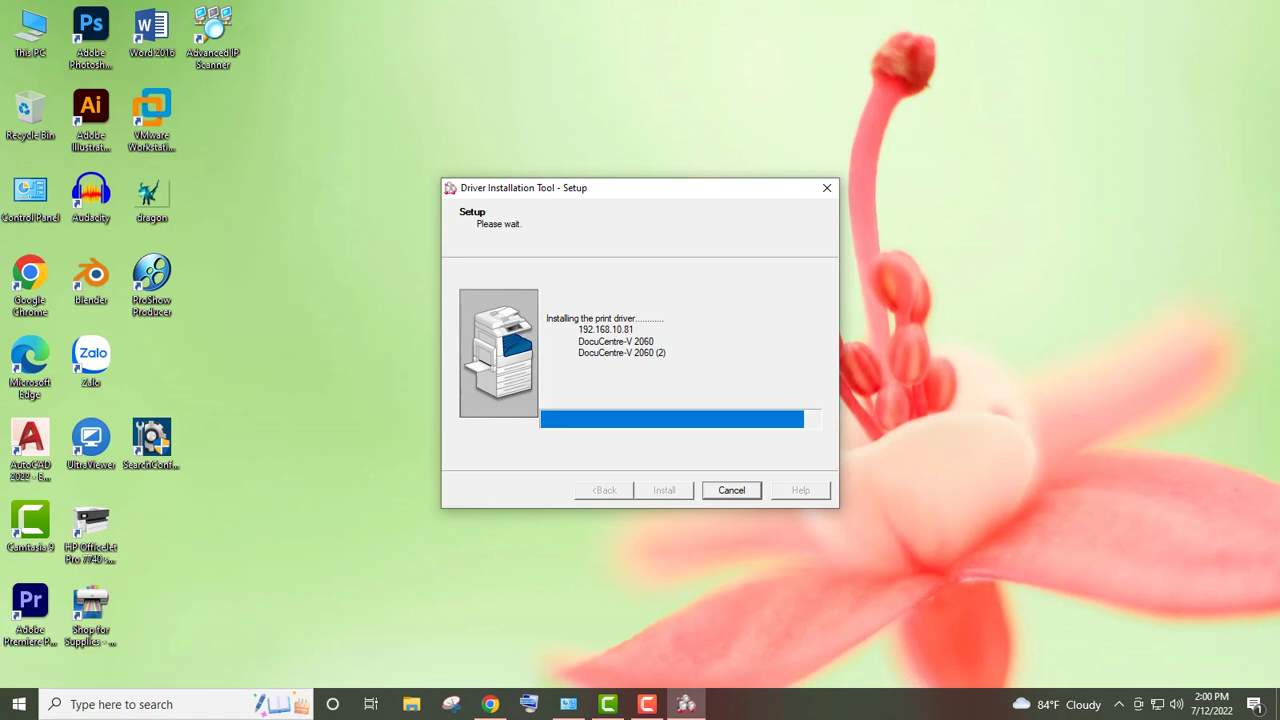 This PC
Adobe
Photosh...
Word 2016
Advanced IP
Scanner
Recycle Bin
Adobe
Illustrat...
VMware
Workstati...
Control Panel
Audacity
dragon
Google
Chrome
blender
ProShow
Producer
Microsoft
Edge
Zalo
Zalo
AutoCAD
2022 - E...
UltraViewer
SearchConf...
Camtasia 9
HP OfficeJet
Pro 7740 s...
Adobe
Premiere P...
Shop for
Supplies - ...
Ps
W
Ai
Pr
Driver Installation Tool - Setup
Setup
Please wait.
Installing the print driver............
192.168.10.81
DocuCentre-V 2060
DocuCentre-V 2060 (2)
<Back
Install
Cancel
Help
Type here to search
84°F Cloudy
2:00 PM
7/12/2022
1